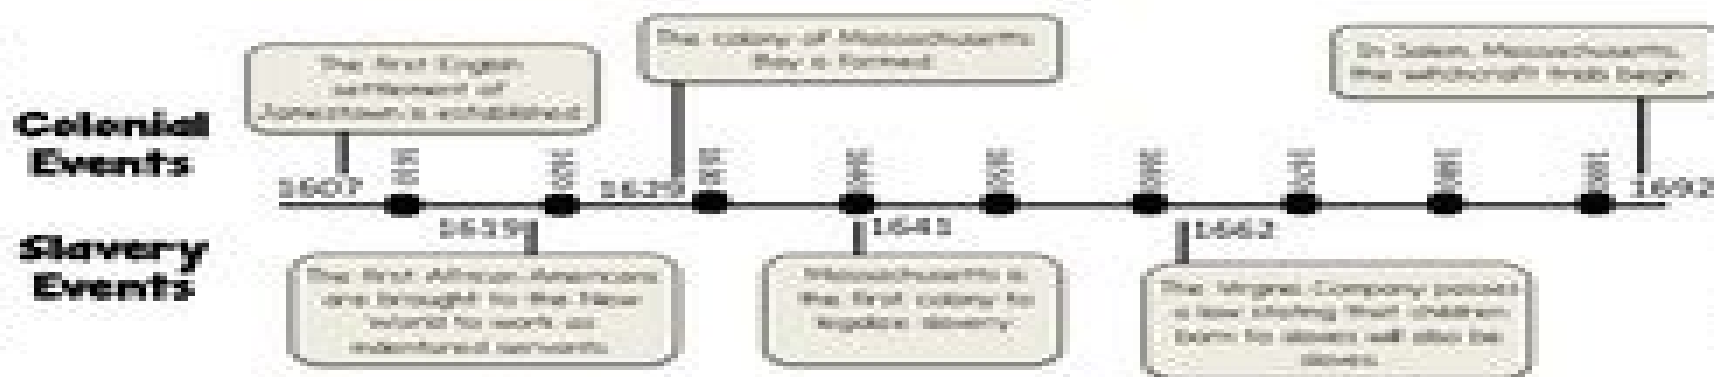 The first English
settlement of
Jamestown is established
The colony of Massachusetts
Bay is formed
In Salem, Massachusetts,
the witchcraft trials begin
Colonial
Events
1607
1629
1692
1619
1641
1662
Slavery
Events
The first African Americans
are brought to the New
World to work as
indentured servants
Massachusetts is
the first colony to
legalize slavery
The Virginia Company passes
a law stating that children
born to slaves will also be
slaves